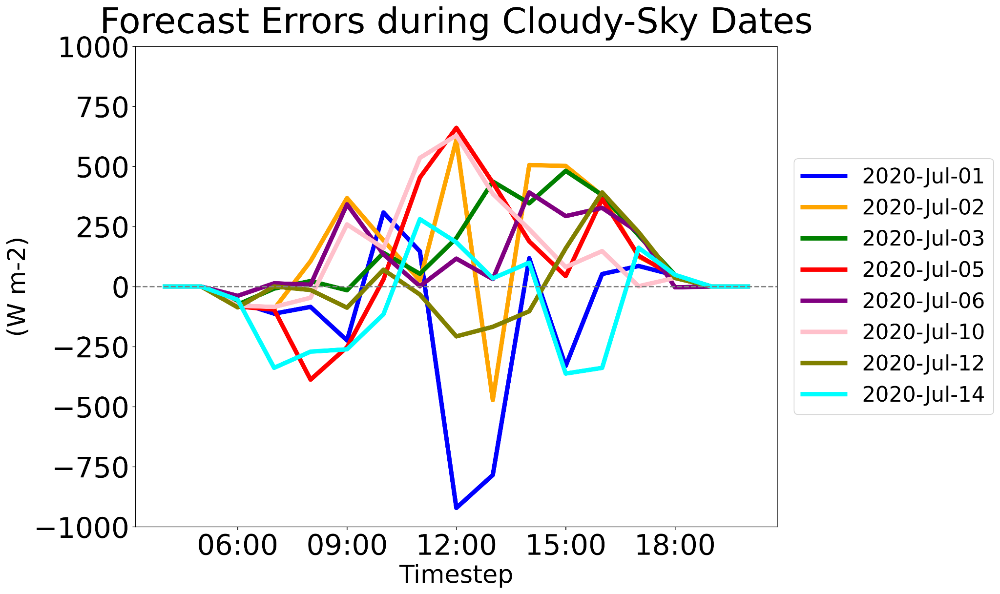 Forecast Errors during Cloudy-Sky Dates
(W m-2)
1000
750
500
250
0
−250
−500
−750
−1000
06:00 09:00 12:00 15:00 18:00
Timestep
2020-Jul-01
2020-Jul-02
2020-Jul-03
2020-Jul-05
2020-Jul-06
2020-Jul-10
2020-Jul-12
2020-Jul-14